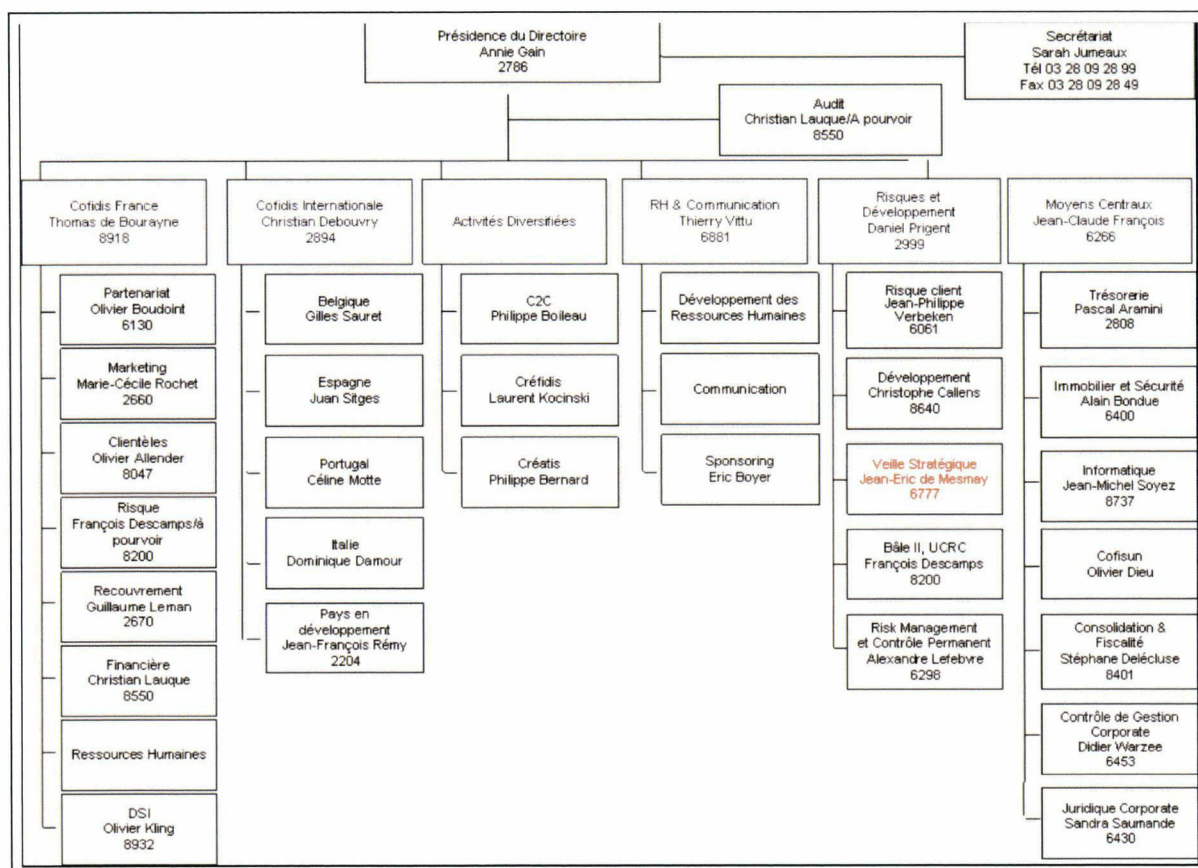 Présidence du Directoire
Annie Gain
2786
Secrétariat
Sarah Jumeaux
Tél 03 28 09 28 99
Fax 03 28 09 28 49
Audit
Christian Lauque/A pourvoir
8550
Cofidis France
Thomas de Bourayne
8918
Cofidis Internationale
Christian Debouvry
2894
Activités Diversifiées
RH & Communication
Thierry Vittu
6881
Risques et
Développement
Daniel Prigent
2999
Moyens Centraux
Jean-Claude François
6266
Partenariat
Olivier Boudoint
6130
Marketing
Marie-Cécile Rochet
2660
Clientèles
Olivier Allender
8047
Risque
François Descamps/à
pourvoir
8200
Recouvrement
Guillaume Leman
2670
Financière
Christian Lauque
8550
Ressources Humaines
DSI
Olivier Kling
8932
Belgique
Gilles Sauret
Espagne
Juan Sitges
Portugal
Céline Motte
Italie
Dominique Damour
Pays en
développement
Jean-François Rémy
2204
C2C
Philippe Boileau
Créfidis
Laurent Kocinski
Créatis
Philippe Bernard
Développement des
Ressources Humaines
Communication
Sponsoring
Eric Boyer
Risque client
Jean-Philippe
Verbeken
6061
Développement
Christophe Callens
8640
Veille Stratégique
Jean-Eric de Mesmay
6777
Bâle II, UCRC
François Descamps
8200
Risk Management
et Contrôle Permanent
Alexandre Lefebvre
6298
Trésorerie
Pascal Aramini
2808
Immobilier et Sécurité
Alain Bondue
6400
Informatique
Jean-Michel Soyez
8737
Cofisun
Olivier Dieu
Consolidation &
Fiscalité
Stéphane Delécluse
8401
Contrôle de Gestion
Corporate
Didier Warzee
6453
Juridique Corporate
Sandra Saumande
6430